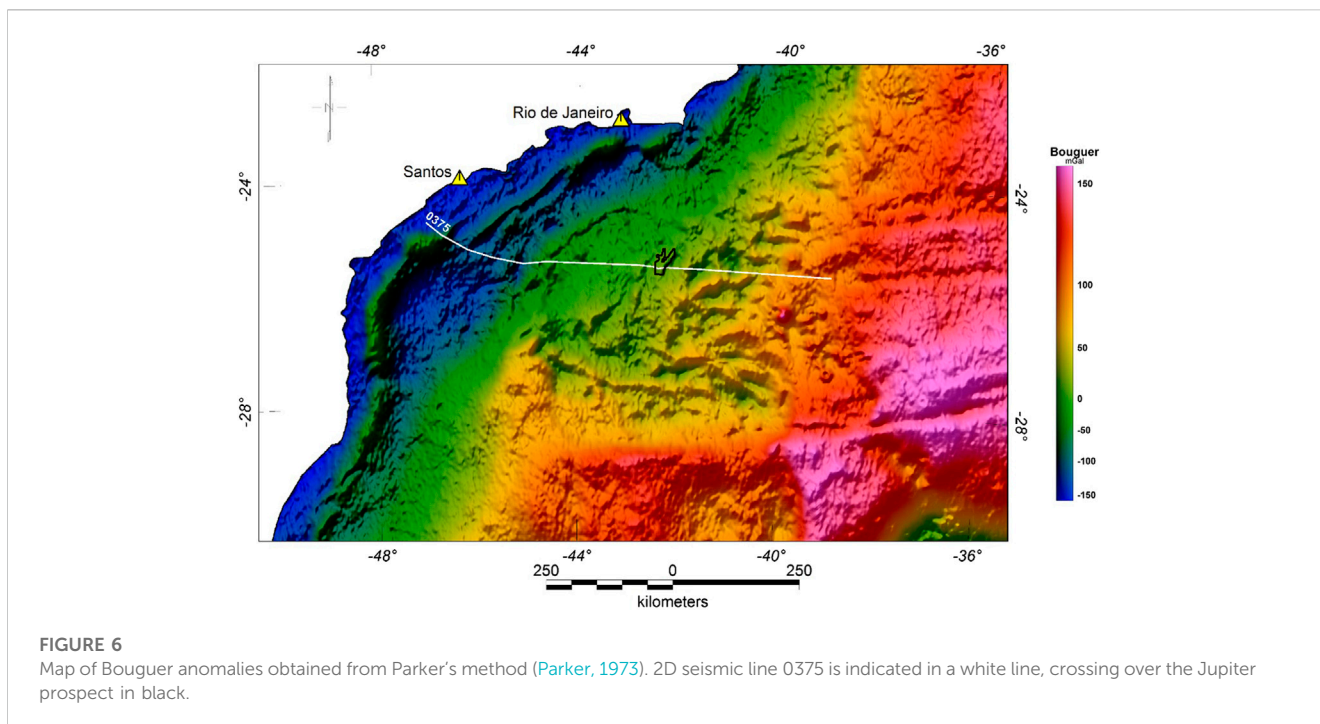 -48° -44° -40° -36°
N
Rio de Janeiro
Santos
0375
-24° -24°
-28° -28°
-48° -44° -40° -36°
250 0 250
kilometers
Bouguer
mGal
150
100
50
0
-50
-100
-150
FIGURE 6
Map of Bouguer anomalies obtained from Parker's method (Parker, 1973). 2D seismic line 0375 is indicated in a white line, crossing over the Jupiter
prospect in black.